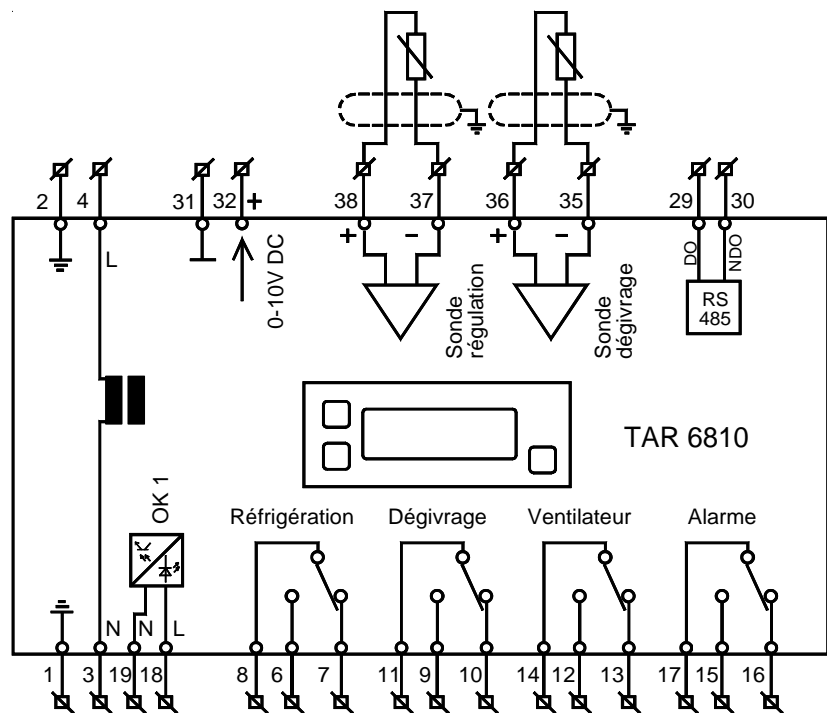 2 4 31 32 + 38 37 36 35 29 30
+ − + −
L
0-10V DC
Sonde
régulation
Sonde
dégivrage
DO
NDO
RS
485
TAR 6810
OK 1
Réfrigération Dégivrage Ventilateur Alarme
N N L
1 3 19 18 8 6 7 11 9 10 14 12 13 17 15 16